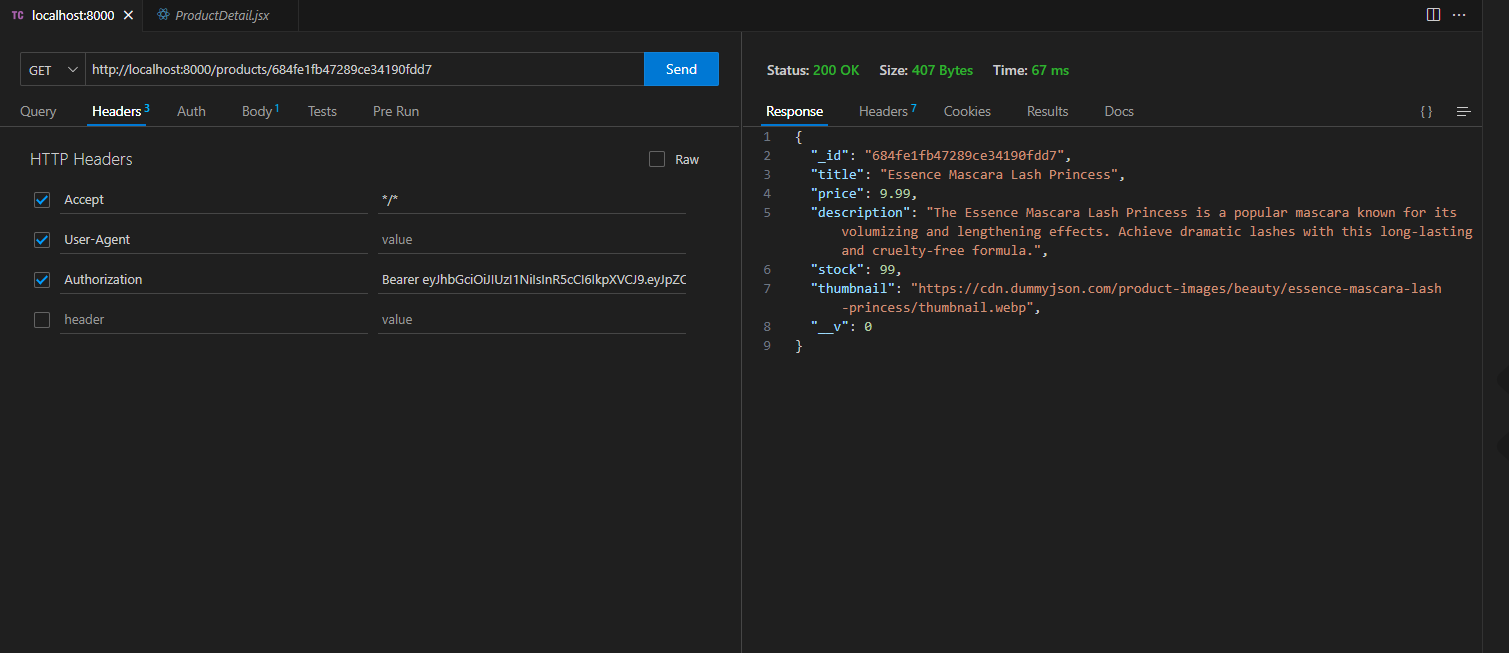 TC localhost:8000 × ProductDetail.jsx
GET http://localhost:8000/products/684fe1fb47289ce34190fdd7 Send
Query Headers 3 Auth Body 1 Tests Pre Run
HTTP Headers Raw
Accept */*
User-Agent value
Authorization Bearer eyJhbGciOiJIUzI1NiIsInR5cCI6IkpXVCJ9.eyJpZC
header value
Status: 200 OK Size: 407 Bytes Time: 67 ms
Response Headers 7 Cookies Results Docs {}
1 {
2 "_id": "684fe1fb47289ce34190fdd7",
3 "title": "Essence Mascara Lash Princess",
4 "price": 9.99,
5 "description": "The Essence Mascara Lash Princess is a popular mascara known for its
volumizing and lengthening effects. Achieve dramatic lashes with this long-lasting
and cruelty-free formula.",
6 "stock": 99,
7 "thumbnail": "https://cdn.dummyjson.com/product-images/beauty/essence-mascara-lash
-princess/thumbnail.webp",
8 "__v": 0
9 }